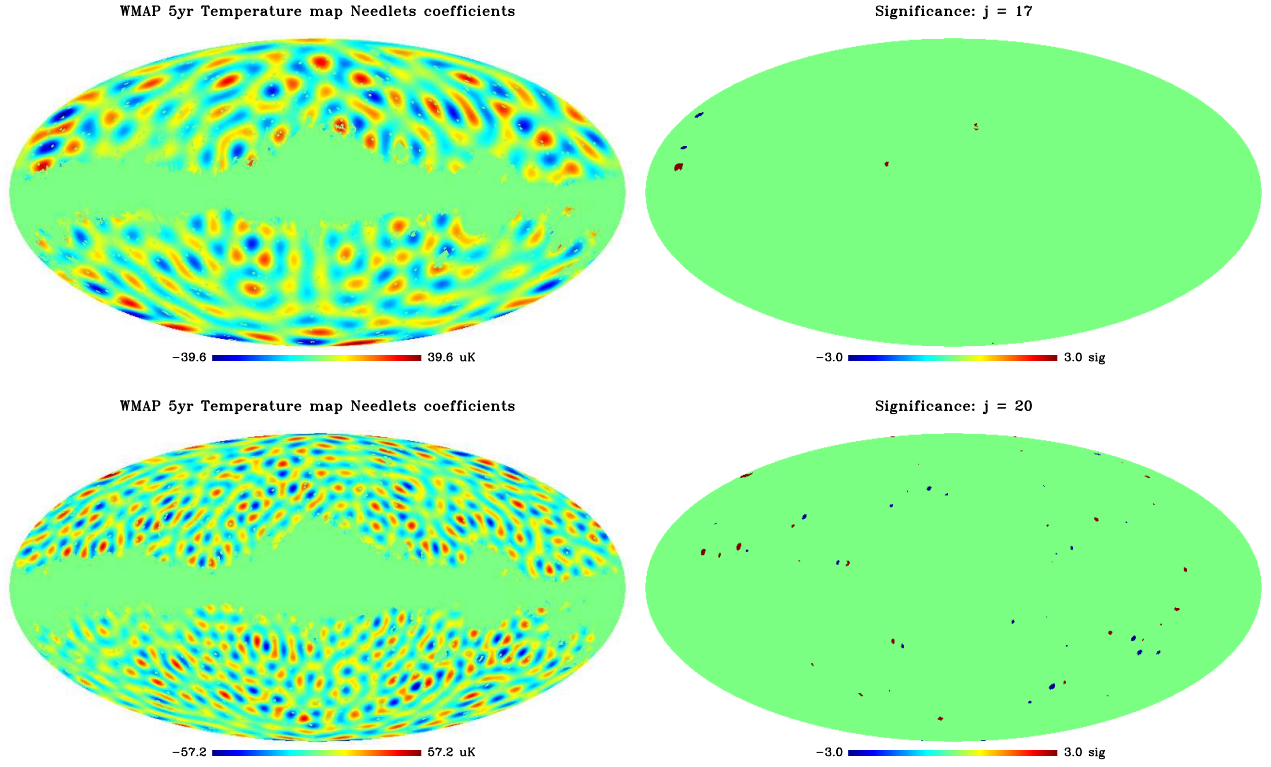 WMAP 5yr Temperature map Needlets coefficients
Significance: j = 17
−39.6 39.6 uK
−3.0 3.0 sig
WMAP 5yr Temperature map Needlets coefficients
Significance: j = 20
−57.2 57.2 uK
−3.0 3.0 sig